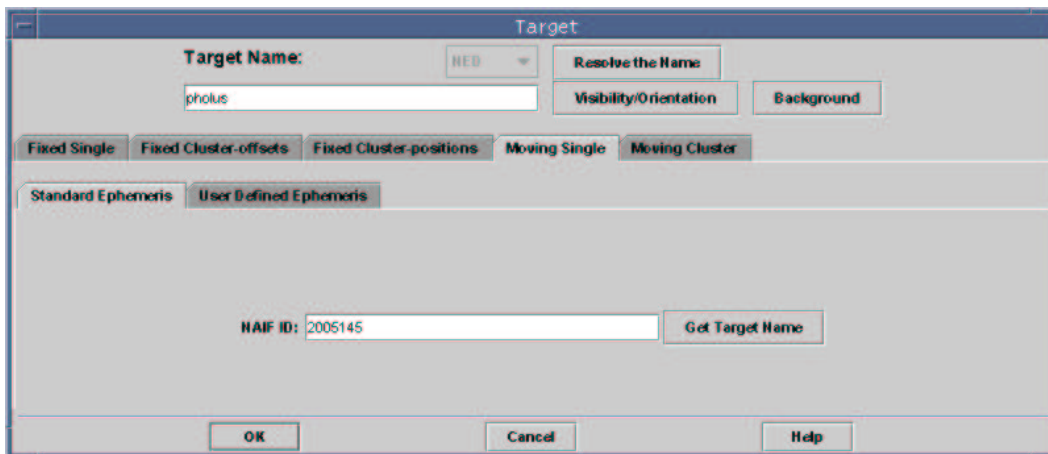 Target
Target Name:
NED
Resolve the Name
pholus
Visibility/Orientation
Background
Fixed Single
Fixed Cluster-offsets
Fixed Cluster-positions
Moving Single
Moving Cluster
Standard Ephemeris
User Defined Ephemeris
NAIF ID:
2005145
Get Target Name
OK
Cancel
Help